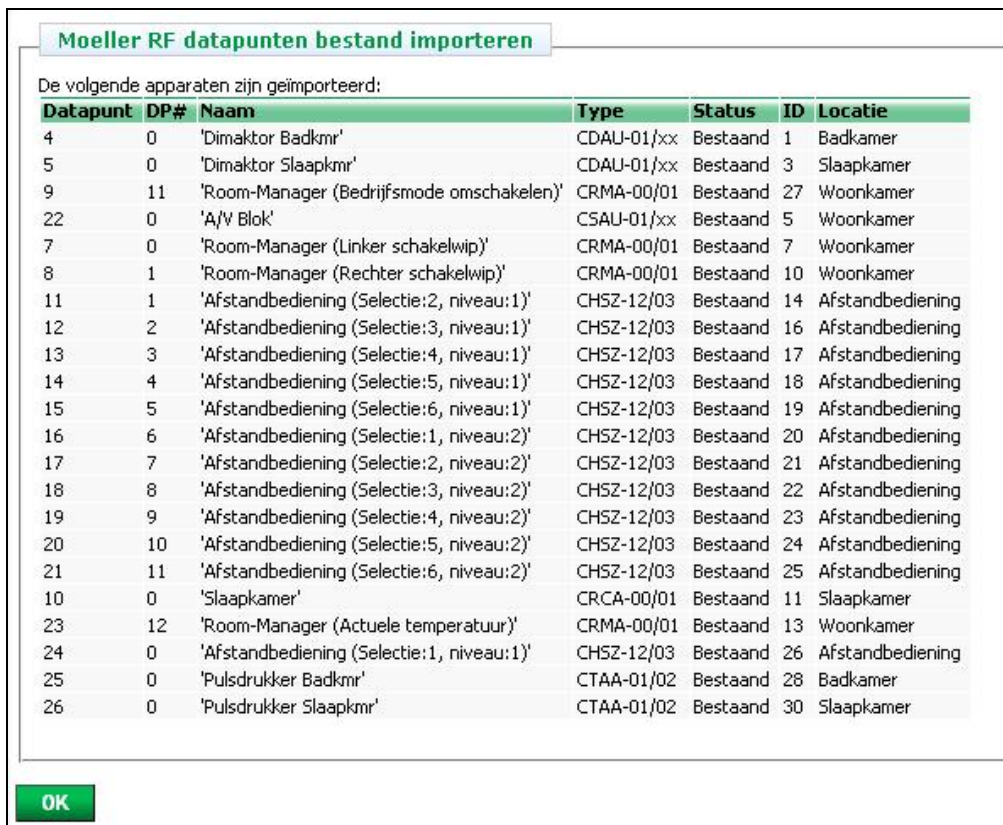 Moeller RF datapunten bestand importeren
De volgende apparaten zijn geïmporteerd:
Datapunt DP# Naam Type Status ID Locatie
4 0 'Dimaktor Badkmr' CDAU-01/xx Bestaand 1 Badkamer
5 0 'Dimaktor Slaapkmr' CDAU-01/xx Bestaand 3 Slaapkamer
9 11 'Room-Manager (Bedrijfsmode omschakelen)' CRMA-00/01 Bestaand 27 Woonkamer
22 0 'A/V Blok' CSAU-01/xx Bestaand 5 Woonkamer
7 0 'Room-Manager (Linker schakelwip)' CRMA-00/01 Bestaand 7 Woonkamer
8 1 'Room-Manager (Rechter schakelwip)' CRMA-00/01 Bestaand 10 Woonkamer
11 1 'Afstandbediening (Selectie:2, niveau:1)' CHSZ-12/03 Bestaand 14 Afstandbediening
12 2 'Afstandbediening (Selectie:3, niveau:1)' CHSZ-12/03 Bestaand 16 Afstandbediening
13 3 'Afstandbediening (Selectie:4, niveau:1)' CHSZ-12/03 Bestaand 17 Afstandbediening
14 4 'Afstandbediening (Selectie:5, niveau:1)' CHSZ-12/03 Bestaand 18 Afstandbediening
15 5 'Afstandbediening (Selectie:6, niveau:1)' CHSZ-12/03 Bestaand 19 Afstandbediening
16 6 'Afstandbediening (Selectie:1, niveau:2)' CHSZ-12/03 Bestaand 20 Afstandbediening
17 7 'Afstandbediening (Selectie:2, niveau:2)' CHSZ-12/03 Bestaand 21 Afstandbediening
18 8 'Afstandbediening (Selectie:3, niveau:2)' CHSZ-12/03 Bestaand 22 Afstandbediening
19 9 'Afstandbediening (Selectie:4, niveau:2)' CHSZ-12/03 Bestaand 23 Afstandbediening
20 10 'Afstandbediening (Selectie:5, niveau:2)' CHSZ-12/03 Bestaand 24 Afstandbediening
21 11 'Afstandbediening (Selectie:6, niveau:2)' CHSZ-12/03 Bestaand 25 Afstandbediening
10 0 'Slaapkamer' CRCA-00/01 Bestaand 11 Slaapkamer
23 12 'Room-Manager (Actuele temperatuur)' CRMA-00/01 Bestaand 13 Woonkamer
24 0 'Afstandbediening (Selectie:1, niveau:1)' CHSZ-12/03 Bestaand 26 Afstandbediening
25 0 'Pulsdrukker Badkmr' CTAA-01/02 Bestaand 28 Badkamer
26 0 'Pulsdrukker Slaapkmr' CTAA-01/02 Bestaand 30 Slaapkamer
OK